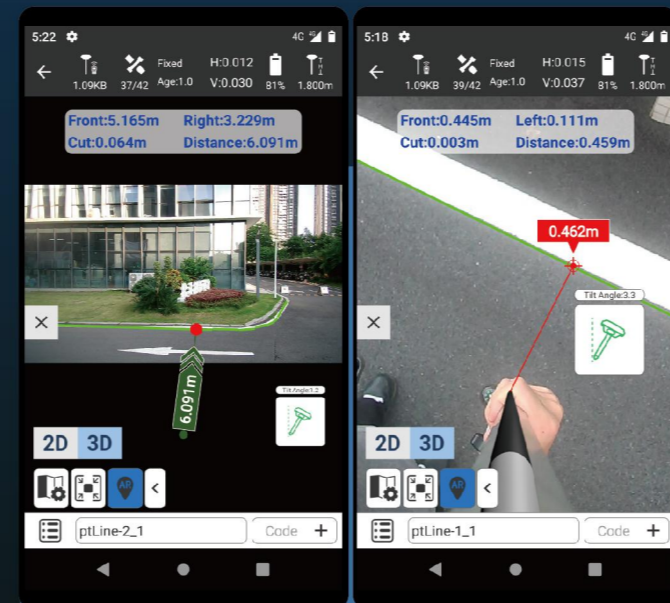 5:22
4G
Fixed
H:0.012
1.09KB
37/42
Age:1.0
V:0.030
81%
1.800m
Front:5.165m
Right:3.229m
Cut:0.064m
Distance:6.091m
6.091m
Tilt Angle:1.2
2D
3D
AR
ptLine-2_1
Code
5:18
4G
Fixed
H:0.015
1.09KB
39/42
Age:1.0
V:0.037
81%
1.800m
Front:0.445m
Left:0.111m
Cut:0.003m
Distance:0.459m
0.462m
Tilt Angle:3.3
2D
3D
AR
ptLine-1_1
Code